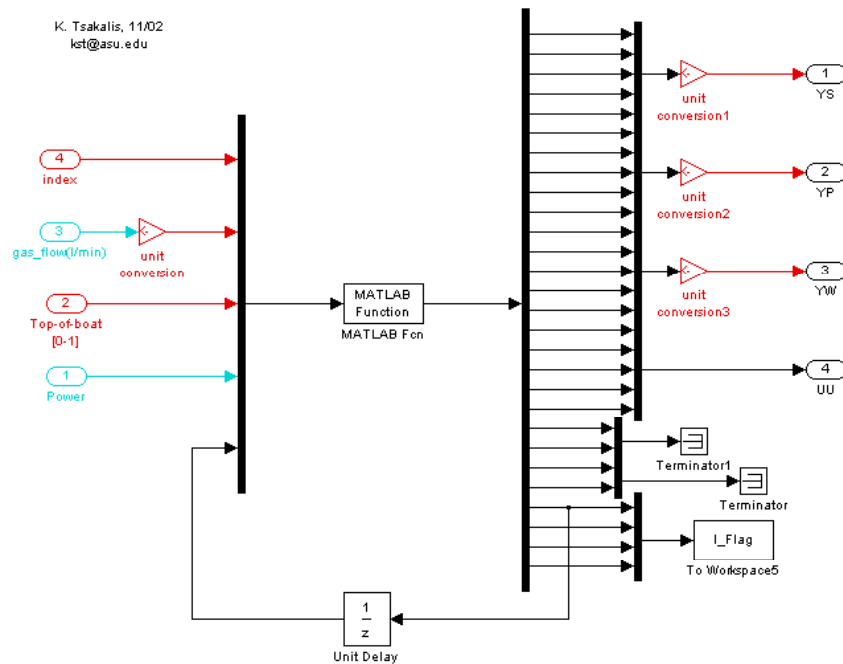 K. Tsakalis, 11/02
kst@asu.edu
4
index
3
gas_flow(l/min)
unit
conversion
2
Top-of-boat
[0-1]
1
Power
MATLAB
Function
MATLAB Fcn
unit
conversion1
1
YS
unit
conversion2
2
YP
unit
conversion3
3
YW
4
UU
Terminator1
Terminator
I_Flag
To Workspace5
1
z
Unit Delay